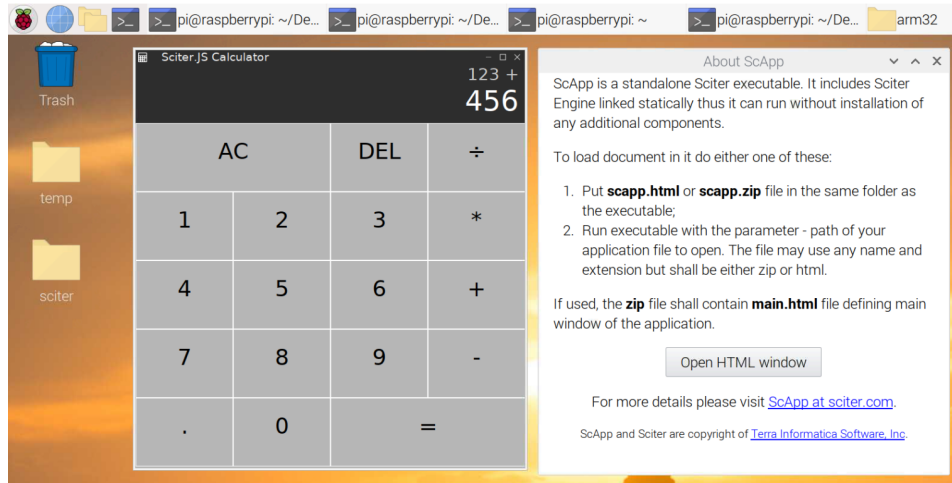 pi@raspberrypi: ~/De...
pi@raspberrypi: ~/De...
pi@raspberrypi: ~
pi@raspberrypi: ~/De...
arm32
Trash
temp
sciter
Sciter.JS Calculator
123 +
456
AC DEL ÷
1 2 3 *
4 5 6 +
7 8 9 -
. 0 =
About ScApp
ScApp is a standalone Sciter executable. It includes Sciter
Engine linked statically thus it can run without installation of
any additional components.
To load document in it do either one of these:
1. Put scapp.html or scapp.zip file in the same folder as
the executable;
2. Run executable with the parameter - path of your
application file to open. The file may use any name and
extension but shall be either zip or html.
If used, the zip file shall contain main.html file defining main
window of the application.
Open HTML window
For more details please visit ScApp at sciter.com.
ScApp and Sciter are copyright of Terra Informatica Software, Inc.